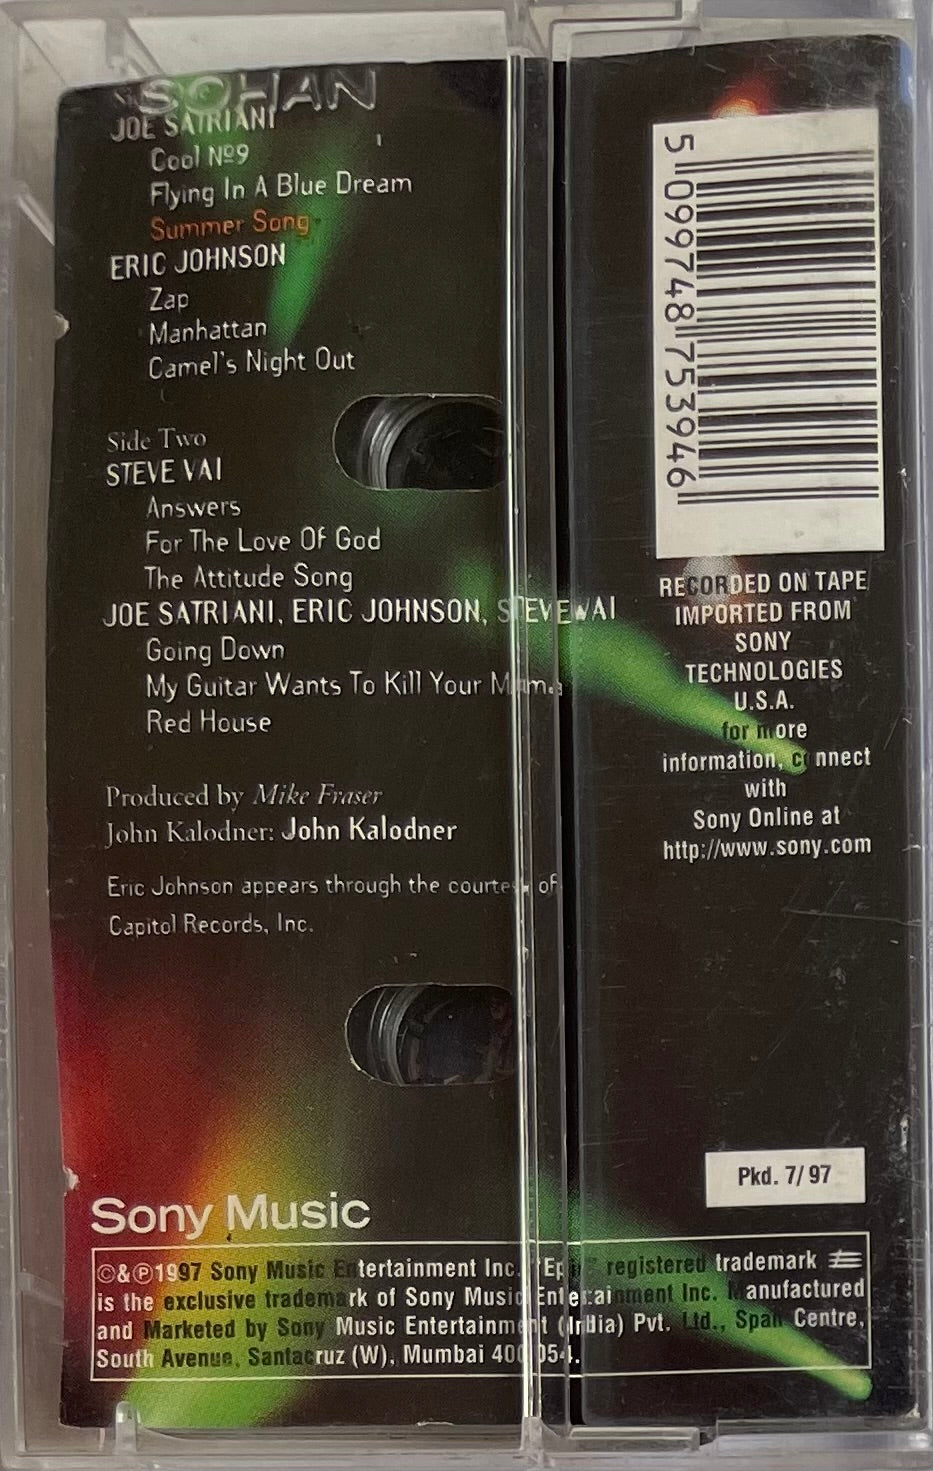 SOHAN
JOE SATRIANI
Cool №9
Flying In A Blue Dream
Summer Song
ERIC JOHNSON
Zap
Manhattan
Camel's Night Out
Side Two
STEVE VAI
Answers
For The Love Of God
The Attitude Song
JOE SATRIANI, ERIC JOHNSON, STEVE VAI
Going Down
My Guitar Wants To Kill Your Mama
Red House
Produced by Mike Fraser
John Kalodner: John Kalodner
Eric Johnson appears through the courtesy of
Capitol Records, Inc.
Sony Music
©&℗1997 Sony Music Entertainment Inc. "Epic" registered trademark
is the exclusive trademark of Sony Music Entertainment Inc. Manufactured
and Marketed by Sony Music Entertainment (India) Pvt. Ltd., Span Centre,
South Avenue, Santacruz (W), Mumbai 400 054.
5 099748 753946
RECORDED ON TAPE
IMPORTED FROM
SONY
TECHNOLOGIES
U.S.A.
for more
information, connect
with
Sony Online at
http://www.sony.com
Pkd. 7/97